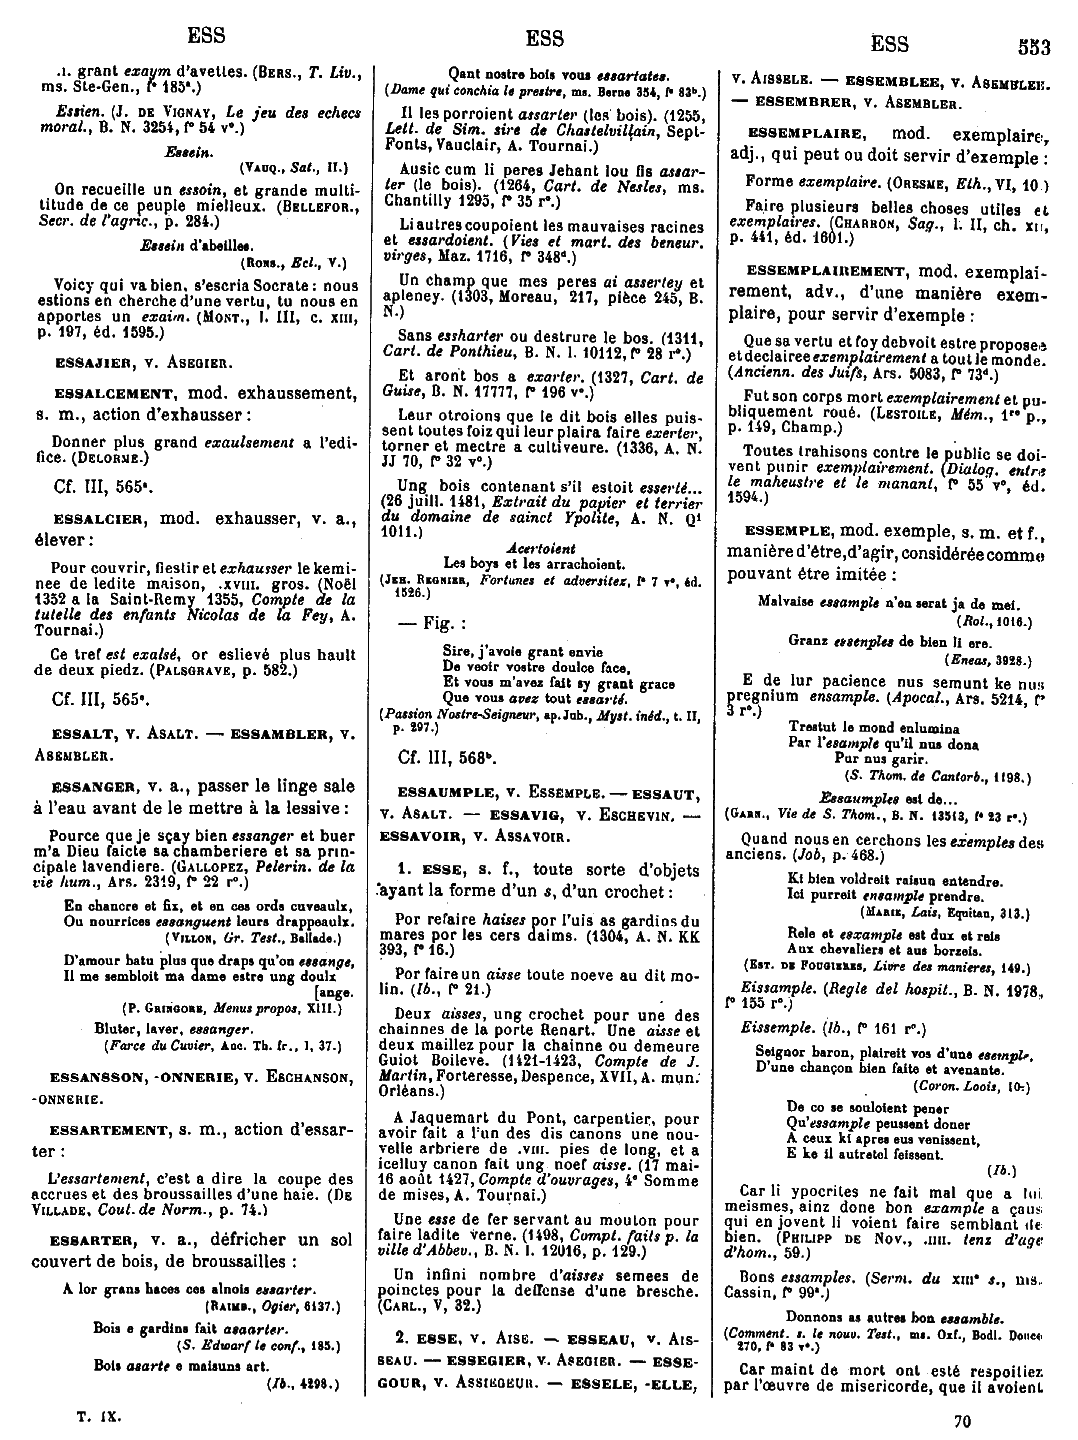 ESS
ESS
ESS
553
.I. grant exaym d'avelles. (BERS., T. Liv.,
ms. Ste-Gen., f° 185ª.)
Essien. (J. DE VIGNAY, Le jeu des echecs
moral., B. N. 3254, f° 54 v°.)
Essein.
(VAUQ., Sat., II.)
On recueille un essoin, et grande multi-
titude de ce peuple mielleux. (BELLEFOR.,
Secr. de l'agric., p. 284.)
Essein d'abeilles.
(RONS., Ecl., V.)
Voicy qui va bien, s'escria Socrate : nous
estions en cherche d'une vertu, tu nous en
apportes un exaim. (MONT., l. III, c. XIII,
p. 197, éd. 1595.)
ESSAJIER, V. ASEGIER.
ESSALCEMENT, mod. exhaussement,
s. m., action d'exhausser :
Donner plus grand exaulsement a l'edi-
fice. (DELORME.)
Cf. III, 565ª.
ESSALCIER, mod. exhausser, v. a.,
élever :
Pour couvrir, fiestir et exhausser le kemi-
nee de ledite maison, .XVIII. gros. (Noël
1352 a la Saint-Remy 1355, Compte de la
tutelle des enfants Nicolas de la Fey, A.
Tournai.)
Ce tref est exalsé, or eslievé plus hault
de deux piedz. (PALSGRAVE, p. 582.)
Cf. III, 565ª.
ESSALT, V. ASALT. — ESSAMBLER, V.
ASEMBLER.
ESSANGER, v. a., passer le linge sale
à l'eau avant de le mettre à la lessive :
Pource que je sçay bien essanger et buer
m'a Dieu faicte sa chamberiere et sa prin-
cipale lavendiere. (GALLOPEZ, Pelerin. de la
vie hum., Ars. 2319, f° 22 r°.)
En chancre et fix, et en ces ords cuveaulx,
Ou nourrices essanguent leurs drappeaulx.
(VILLON, Gr. Test., Ballade.)
D'amour batu plus que draps qu'on essange,
Il me sembloit ma dame estre ung doulx
[ange.
(P. GRINGORE, Menus propos, XIII.)
Bluter, laver, essanger.
(Farce du Cuvier, Anc. Th. fr., I, 37.)
ESSANSSON, -ONNERIE, V. ESCHANSON,
-ONNERIE.
ESSARTEMENT, s. m., action d'essar-
ter :
L'essartement, c'est a dire la coupe des
accrues et des broussailles d'une haie. (DE
VILLADE, Cout. de Norm., p. 74.)
ESSARTER, v. a., défricher un sol
couvert de bois, de broussailles :
A lor grans haces ces alnois essarter.
(RAIMB., Ogier, 6137.)
Bois e gardins fait asaarter.
(S. Edwarf le conf., 185.)
Bois asarte e maisuns art.
(Ib., 4298.)
T. IX.
Qant nostre bois vous essartates.
(Dame qui conchia le prestre, ms. Berne 354, f° 83ᵇ.)
Il les porroient assarter (les bois). (1255,
Lett. de Sim. sire de Chastelvillain, Sept-
Fonts, Vauclair, A. Tournai.)
Ausic cum li peres Jehant lou fis assar-
ter (le bois). (1264, Cart. de Nesles, ms.
Chantilly 1295, f° 35 r°.)
Li autres coupoient les mauvaises racines
et essardoient. (Vies et mart. des beneur.
virges, Maz. 1716, f° 348ᵈ.)
Un champ que mes peres ai assertey et
apleney. (1303, Moreau, 217, pièce 245, B.
N.)
Sans essharter ou destrure le bos. (1311,
Cart. de Ponthieu, B. N. l. 10112, f° 28 r°.)
Et aront bos a exarter. (1327, Cart. de
Guise, B. N. 17777, f° 196 v°.)
Leur otroions que le dit bois elles puis-
sent toutes foiz qui leur plaira faire exerter,
torner et mectre a cultiveure. (1336, A. N.
JJ 70, f° 32 v°.)
Ung bois contenant s'il estoit esserté...
(26 juill. 1481, Extrait du papier et terrier
du domaine de sainct Ypolite, A. N. Q¹
1011.)
Acertoient
Les boys et les arrachoient.
(JEH. REGNIER, Fortunes et adversitez, f° 7 v°, éd.
1526.)
— Fig. :
Sire, j'avoie grant envie
De veoir vostre doulce face,
Et vous m'avez fait sy grant grace
Que vous avez tout essarté.
(Passion Nostre-Seigneur, ap. Jub., Myst. inéd., t. II,
p. 297.)
Cf. III, 568ᵇ.
ESSAUMPLE, V. ESSEMPLE. — ESSAUT,
V. ASALT. — ESSAVIG, V. ESCHEVIN. —
ESSAVOIR, V. ASSAVOIR.
1. ESSE, s. f., toute sorte d'objets
ayant la forme d'un s, d'un crochet :
Por refaire haises por l'uis as gardins du
mares por les cers daims. (1304, A. N. KK
393, f° 16.)
Por faire un aisse toute noeve au dit mo-
lin. (Ib., f° 21.)
Deux aisses, ung crochet pour une des
chainnes de la porte Renart. Une aisse et
deux maillez pour la chainne ou demeure
Guiot Boileve. (1421-1423, Compte de J.
Martin, Forteresse, Despence, XVII, A. mun.
Orléans.)
A Jaquemart du Pont, carpentier, pour
avoir fait a l'un des dis canons une nou-
velle arbriere de .VIII. pies de long, et a
icelluy canon fait ung noef aisse. (17 mai-
16 août 1427, Compte d'ouvrages, 4ᵉ Somme
de mises, A. Tournai.)
Une esse de fer servant au mouton pour
faire ladite verne. (1498, Compt. faits p. la
ville d'Abbev., B. N. l. 12016, p. 129.)
Un infini nombre d'aisses semees de
poinctes pour la deffense d'une bresche.
(CARL., V, 32.)
2. ESSE, V. AISE. — ESSEAU, V. AIS-
SEAU. — ESSEGIER, V. ASEGIER. — ESSE-
GOUR, V. ASSIEGEUR. — ESSELE, -ELLE,
V. AISSELE. — ESSEMBLEE, V. ASEMBLEE.
— ESSEMBRER, V. ASEMBLER.
ESSEMPLAIRE, mod. exemplaire,
adj., qui peut ou doit servir d'exemple :
Forme exemplaire. (ORESME, Eth., VI, 10.)
Faire plusieurs belles choses utiles et
exemplaires. (CHARRON, Sag., l. II, ch. XII,
p. 441, éd. 1601.)
ESSEMPLAIREMENT, mod. exemplai-
rement, adv., d'une manière exem-
plaire, pour servir d'exemple :
Que sa vertu et foy debvoit estre proposee
et declairee exemplairement a tout le monde.
(Ancienn. des Juifs, Ars. 5083, f° 73ᵈ.)
Fut son corps mort exemplairement et pu-
bliquement roué. (LESTOILE, Mém., 1ʳᵉ p.,
p. 149, Champ.)
Toutes trahisons contre le public se doi-
vent punir exemplairement. (Dialog. entre
le maheustre et le manant, f° 55 v°, éd.
1594.)
ESSEMPLE, mod. exemple, s. m. et f.,
manière d'être, d'agir, considérée comme
pouvant être imitée :
Malvaise essample n'en serat ja de mei.
(Rol., 1016.)
Granz essenples de bien li ere.
(Eneas, 3928.)
E de lur pacience nus semunt ke nus
pregnium ensample. (Apocal., Ars. 5214, f°
3 r°.)
Trestut le mond enlumina
Par l'esample qu'il nus dona
Pur nus garir.
(S. Thom. de Cantorb., 1198.)
Essaumples est de...
(GARN., Vie de S. Thom., B. N. 13513, f° 23 r°.)
Quand nous en cerchons les exemples des
anciens. (Job, p. 468.)
Ki bien voldreit raisun entendre.
Ici purreit ensample prendre.
(MARIE, Lais, Equitan, 313.)
Rele et esxample est dux et reis
Aux chevaliers et aus borzeis.
(EST. DE FOUGIERES, Livre des manieres, 149.)
Eissample. (Regle del hospit., B. N. 1978,
f° 155 r°.)
Eissemple. (Ib., f° 161 r°.)
Seignor baron, plaireit vos d'une esemple,
D'une chançon bien faite et avenante.
(Coron. Loois, 10.)
De co se souloient pener
Qu'essample peussent doner
A ceux ki apres eus venissent,
E ke il autretol feissent.
(Ib.)
Car li ypocrites ne fait mal que a lui
meismes, ainz done bon example a çaus
qui en jovent li voient faire semblant de
bien. (PHILIPP DE NOV., .IIII. tenz d'age
d'hom., 59.)
Bons essamples. (Serm. du XIIIᵉ s., ms.
Cassin, f° 99ª.)
Donnons as autres bon essamble.
(Comment. s. le nouv. Test., ms. Oxf., Bodl. Douce
270, f° 83 v°.)
Car maint de mort ont esté respoitiez
par l'œuvre de misericorde, que il avoient
70